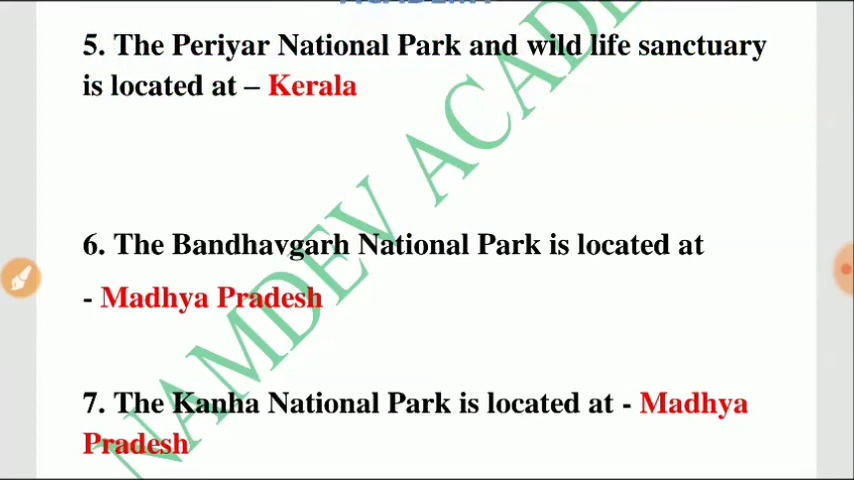 5. The Periyar National Park and wild life sanctuary
is located at – Kerala
6. The Bandhavgarh National Park is located at
- Madhya Pradesh
7. The Kanha National Park is located at - Madhya
Pradesh
NAMDEV ACADE